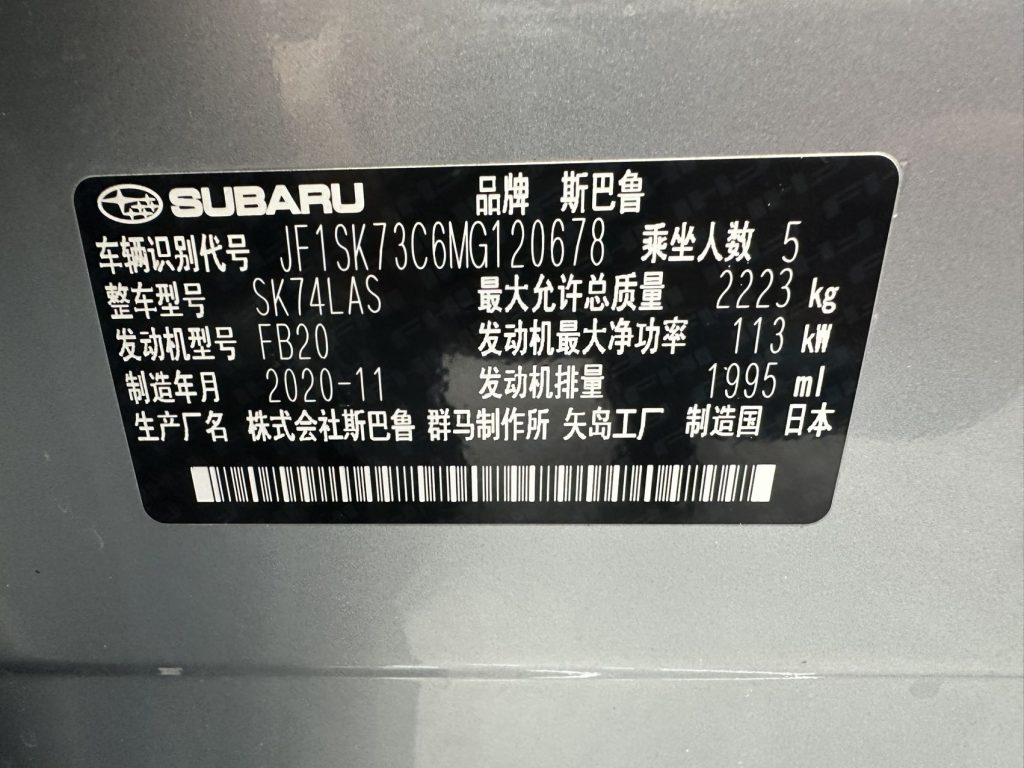 SUBARU 品牌 斯巴鲁
车辆识别代号 JF1SK73C6MG120678 乘坐人数 5
整车型号 SK74LAS 最大允许总质量 2223 kg
发动机型号 FB20 发动机最大净功率 113 kW
制造年月 2020-11 发动机排量 1995 ml
生产厂名 株式会社斯巴鲁 群马制作所 矢岛工厂 制造国 日本